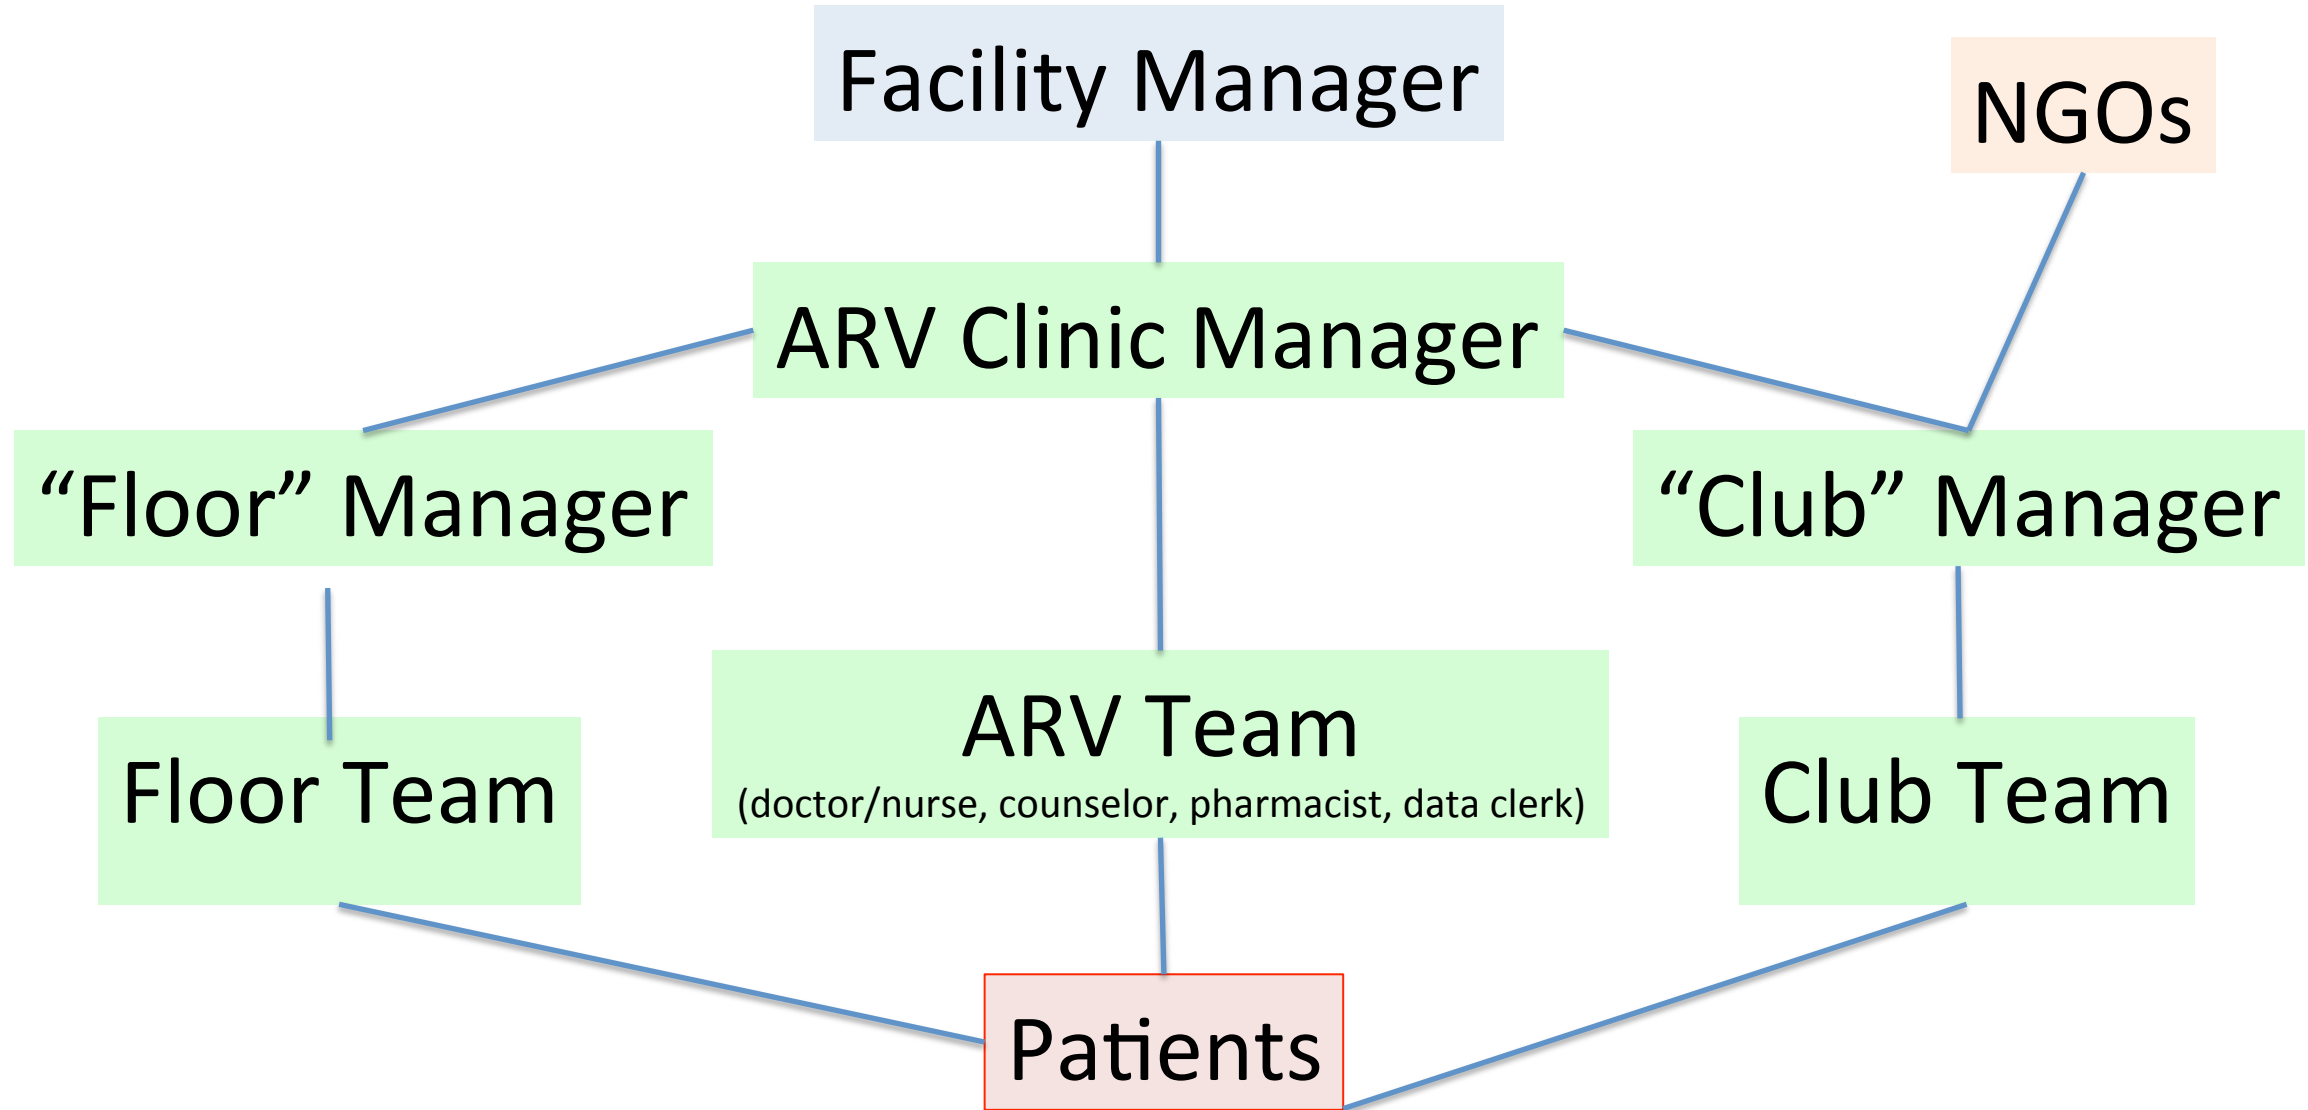 Facility Manager
NGOs
ARV Clinic Manager
“Floor” Manager
“Club” Manager
ARV Team
(doctor/nurse, counselor, pharmacist, data clerk)
Floor Team
Club Team
Patients